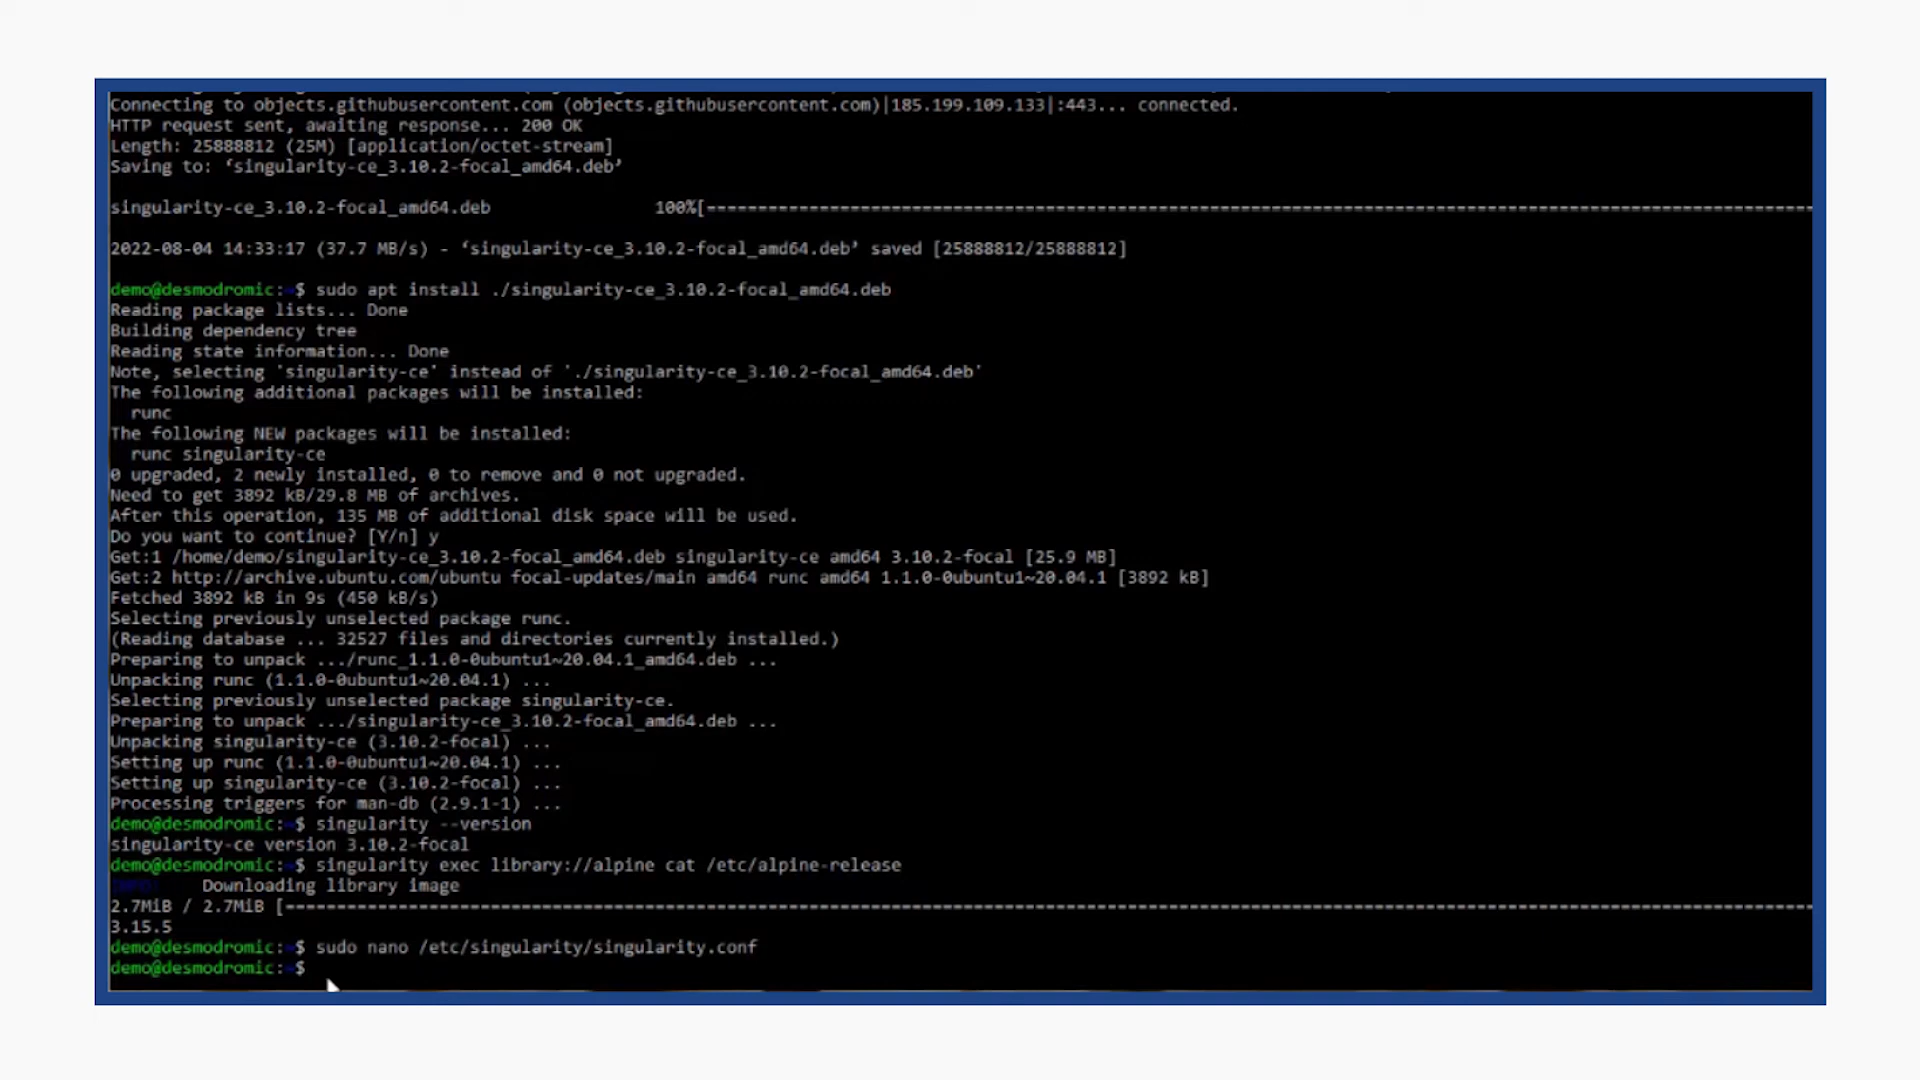 Connecting to objects.githubusercontent.com (objects.githubusercontent.com)|185.199.109.133|:443... connected.
HTTP request sent, awaiting response... 200 OK
Length: 25888812 (25M) [application/octet-stream]
Saving to: ‘singularity-ce_3.10.2-focal_amd64.deb’
singularity-ce_3.10.2-focal_amd64.deb 100%[
2022-08-04 14:33:17 (37.7 MB/s) - ‘singularity-ce_3.10.2-focal_amd64.deb’ saved [25888812/25888812]
demo@desmodromic:~$ sudo apt install ./singularity-ce_3.10.2-focal_amd64.deb
Reading package lists... Done
Building dependency tree
Reading state information... Done
Note, selecting 'singularity-ce' instead of './singularity-ce_3.10.2-focal_amd64.deb'
The following additional packages will be installed:
runc
The following NEW packages will be installed:
runc singularity-ce
0 upgraded, 2 newly installed, 0 to remove and 0 not upgraded.
Need to get 3892 kB/29.8 MB of archives.
After this operation, 135 MB of additional disk space will be used.
Do you want to continue? [Y/n] y
Get:1 /home/demo/singularity-ce_3.10.2-focal_amd64.deb singularity-ce amd64 3.10.2-focal [25.9 MB]
Get:2 http://archive.ubuntu.com/ubuntu focal-updates/main amd64 runc amd64 1.1.0-0ubuntu1~20.04.1 [3892 kB]
Fetched 3892 kB in 9s (450 kB/s)
Selecting previously unselected package runc.
(Reading database ... 32527 files and directories currently installed.)
Preparing to unpack .../runc_1.1.0-0ubuntu1~20.04.1_amd64.deb ...
Unpacking runc (1.1.0-0ubuntu1~20.04.1) ...
Selecting previously unselected package singularity-ce.
Preparing to unpack .../singularity-ce_3.10.2-focal_amd64.deb ...
Unpacking singularity-ce (3.10.2-focal) ...
Setting up runc (1.1.0-0ubuntu1~20.04.1) ...
Setting up singularity-ce (3.10.2-focal) ...
Processing triggers for man-db (2.9.1-1) ...
demo@desmodromic:~$ singularity --version
singularity-ce version 3.10.2-focal
demo@desmodromic:~$ singularity exec library://alpine cat /etc/alpine-release
INFO: Downloading library image
2.7MiB / 2.7MiB [
3.15.5
demo@desmodromic:~$ sudo nano /etc/singularity/singularity.conf
demo@desmodromic:~$